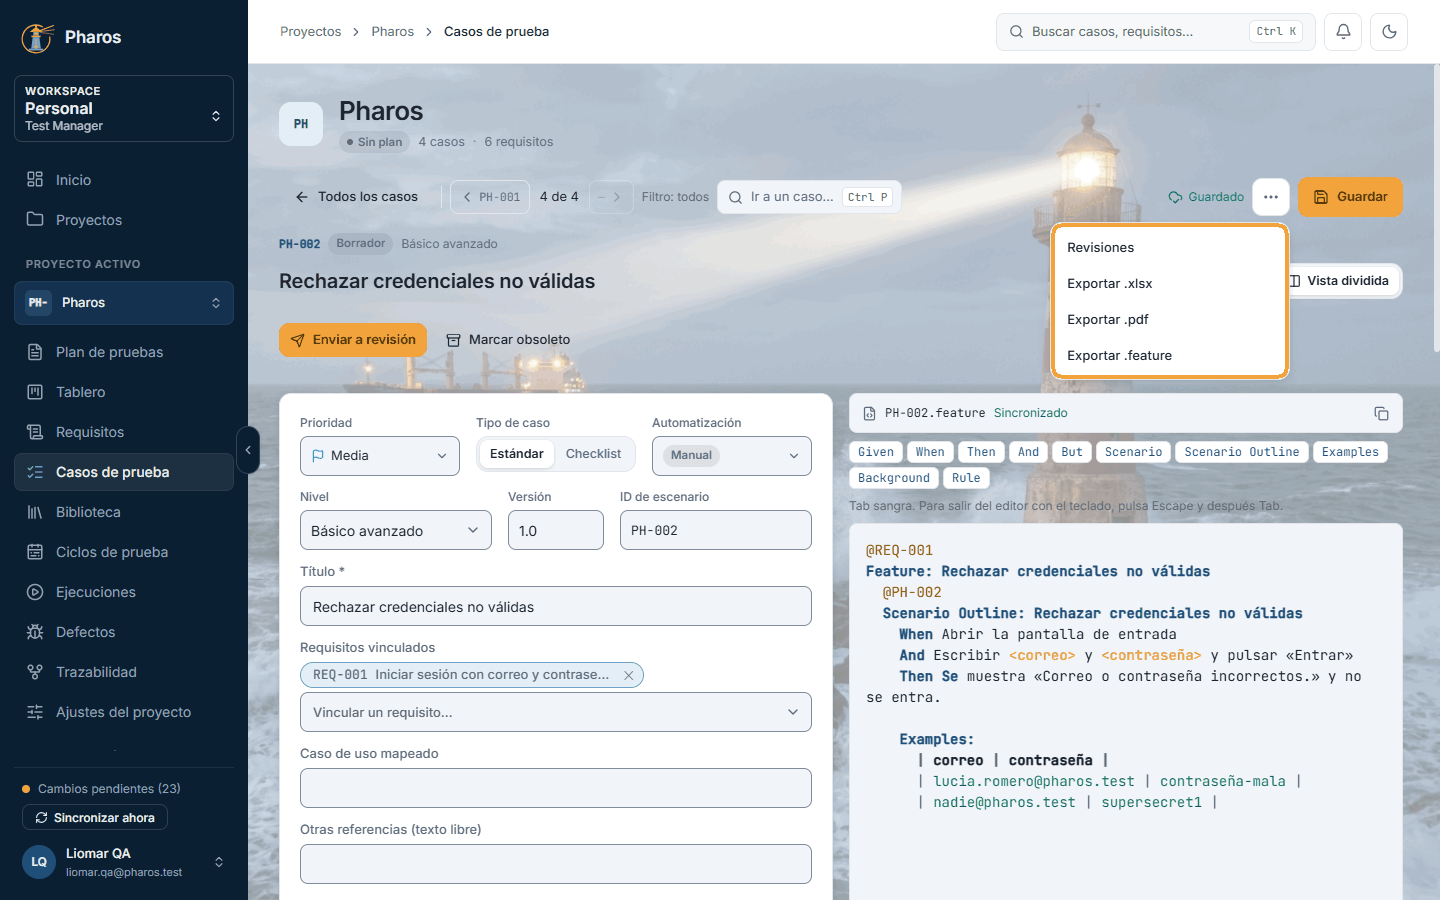 Pharos
WORKSPACE
Personal
Test Manager
Inicio
Proyectos
PROYECTO ACTIVO
PH-
Pharos
Plan de pruebas
Tablero
Requisitos
Casos de prueba
Biblioteca
Ciclos de prueba
Ejecuciones
Defectos
Trazabilidad
Ajustes del proyecto
Cambios pendientes (23)
Sincronizar ahora
LQ
Liomar QA
liomar.qa@pharos.test
Proyectos > Pharos > Casos de prueba
Buscar casos, requisitos... Ctrl K
PH
Pharos
Sin plan 4 casos · 6 requisitos
Todos los casos
PH-001
4 de 4
–
Filtro: todos
Ir a un caso... Ctrl P
Guardado
Guardar
PH-002 Borrador Básico avanzado
Rechazar credenciales no válidas
Revisiones
Exportar .xlsx
Exportar .pdf
Exportar .feature
Vista dividida
Enviar a revisión
Marcar obsoleto
Prioridad
Media
Tipo de caso
Estándar Checklist
Automatización
Manual
Nivel
Básico avanzado
Versión
1.0
ID de escenario
PH-002
Título *
Rechazar credenciales no válidas
Requisitos vinculados
REQ-001 Iniciar sesión con correo y contrase...
Vincular un requisito...
Caso de uso mapeado
Otras referencias (texto libre)
PH-002.feature Sincronizado
Given When Then And But Scenario Scenario Outline Examples
Background Rule
Tab sangra. Para salir del editor con el teclado, pulsa Escape y después Tab.
@REQ-001
Feature: Rechazar credenciales no válidas
@PH-002
Scenario Outline: Rechazar credenciales no válidas
When Abrir la pantalla de entrada
And Escribir <correo> y <contraseña> y pulsar «Entrar»
Then Se muestra «Correo o contraseña incorrectos.» y no
se entra.
Examples:
| correo | contraseña |
| lucia.romero@pharos.test | contraseña-mala |
| nadie@pharos.test | supersecret1 |